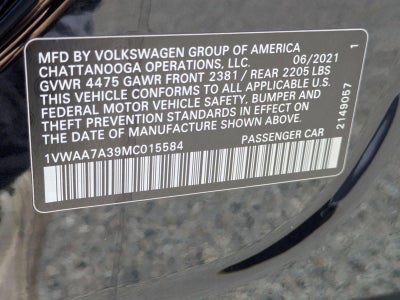 MFD BY VOLKSWAGEN GROUP OF AMERICA
CHATTANOOGA OPERATIONS, LLC. 06/2021
GVWR 4475 GAWR FRONT 2381 / REAR 2205 LBS
THIS VEHICLE CONFORMS TO ALL APPLICABLE U.S.
FEDERAL MOTOR VEHICLE SAFETY, BUMPER AND
THEFT PREVENTION STANDARDS IN EFFECT ON
THE DATE OF MANUFACTURE SHOWN ABOVE
1VWAA7A39MC015584 PASSENGER CAR
1
2149057